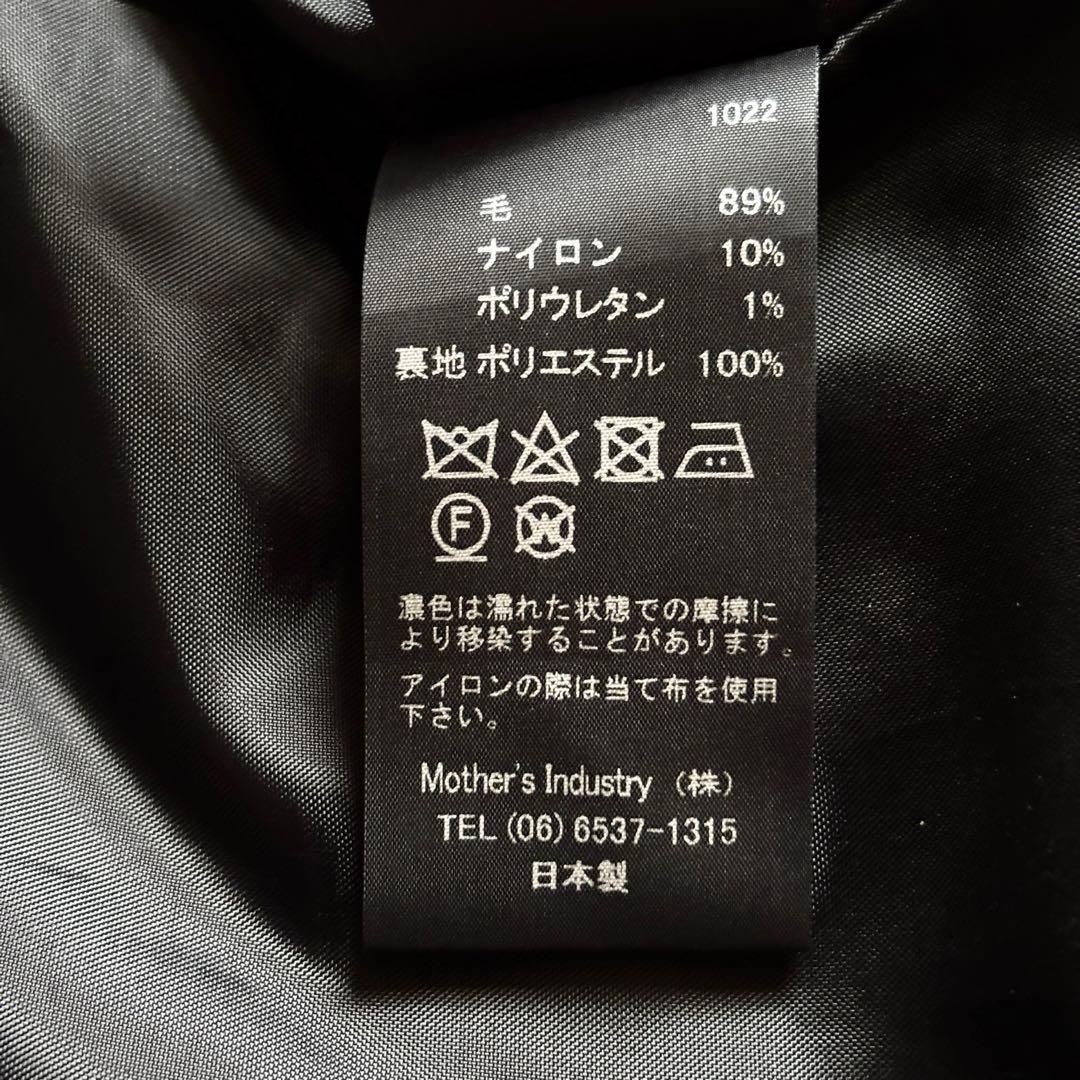 1022
毛 89%
ナイロン 10%
ポリウレタン 1%
裏地 ポリエステル 100%
F W
濃色は濡れた状態での摩擦に
より移染することがあります。
アイロンの際は当て布を使用
下さい。
Mother's Industry （株）
TEL (06) 6537-1315
日本製